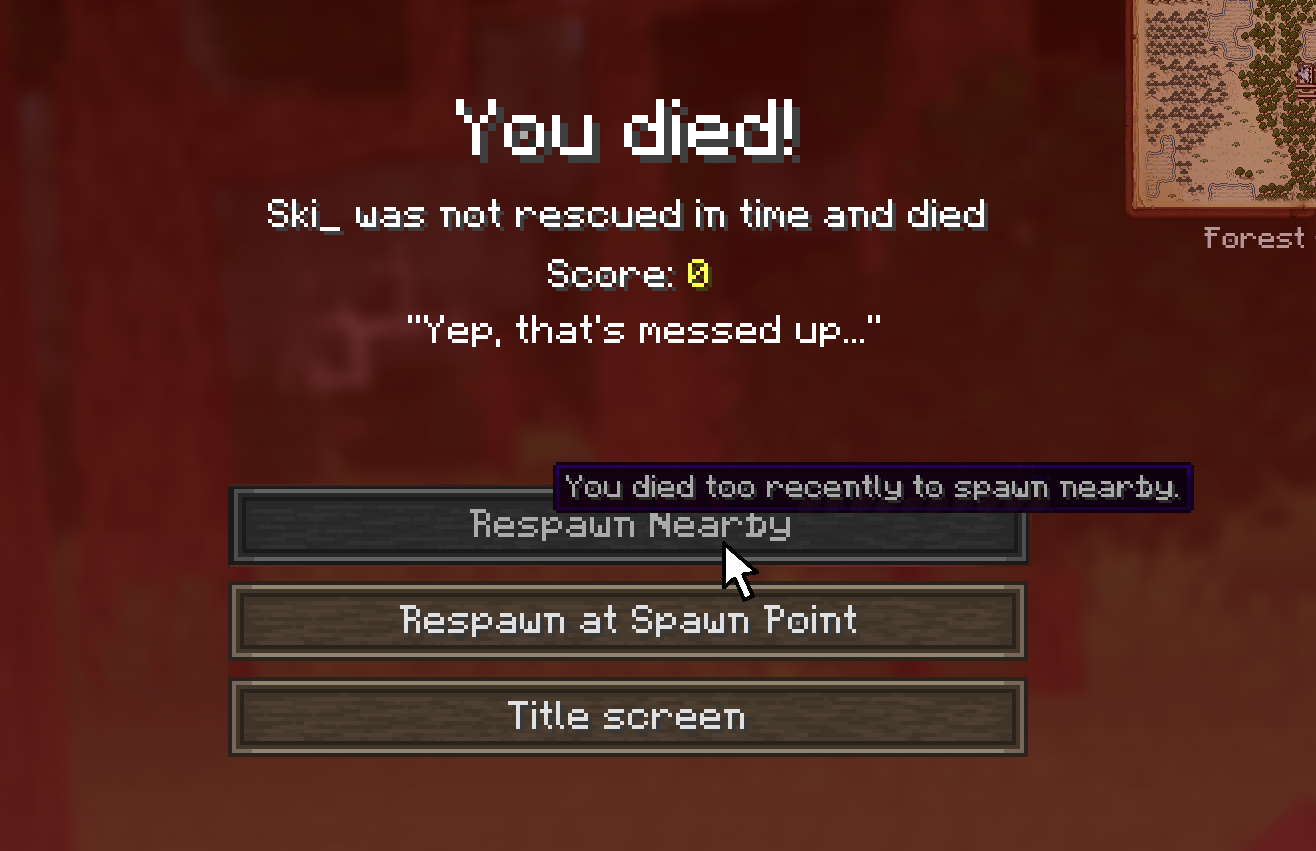 You died!
Ski_ was not rescued in time and died
Forest
Score: 0
"Yep, that's messed up..."
You died too recently to spawn nearby.
Respawn Nearby
Respawn at Spawn Point
Title screen